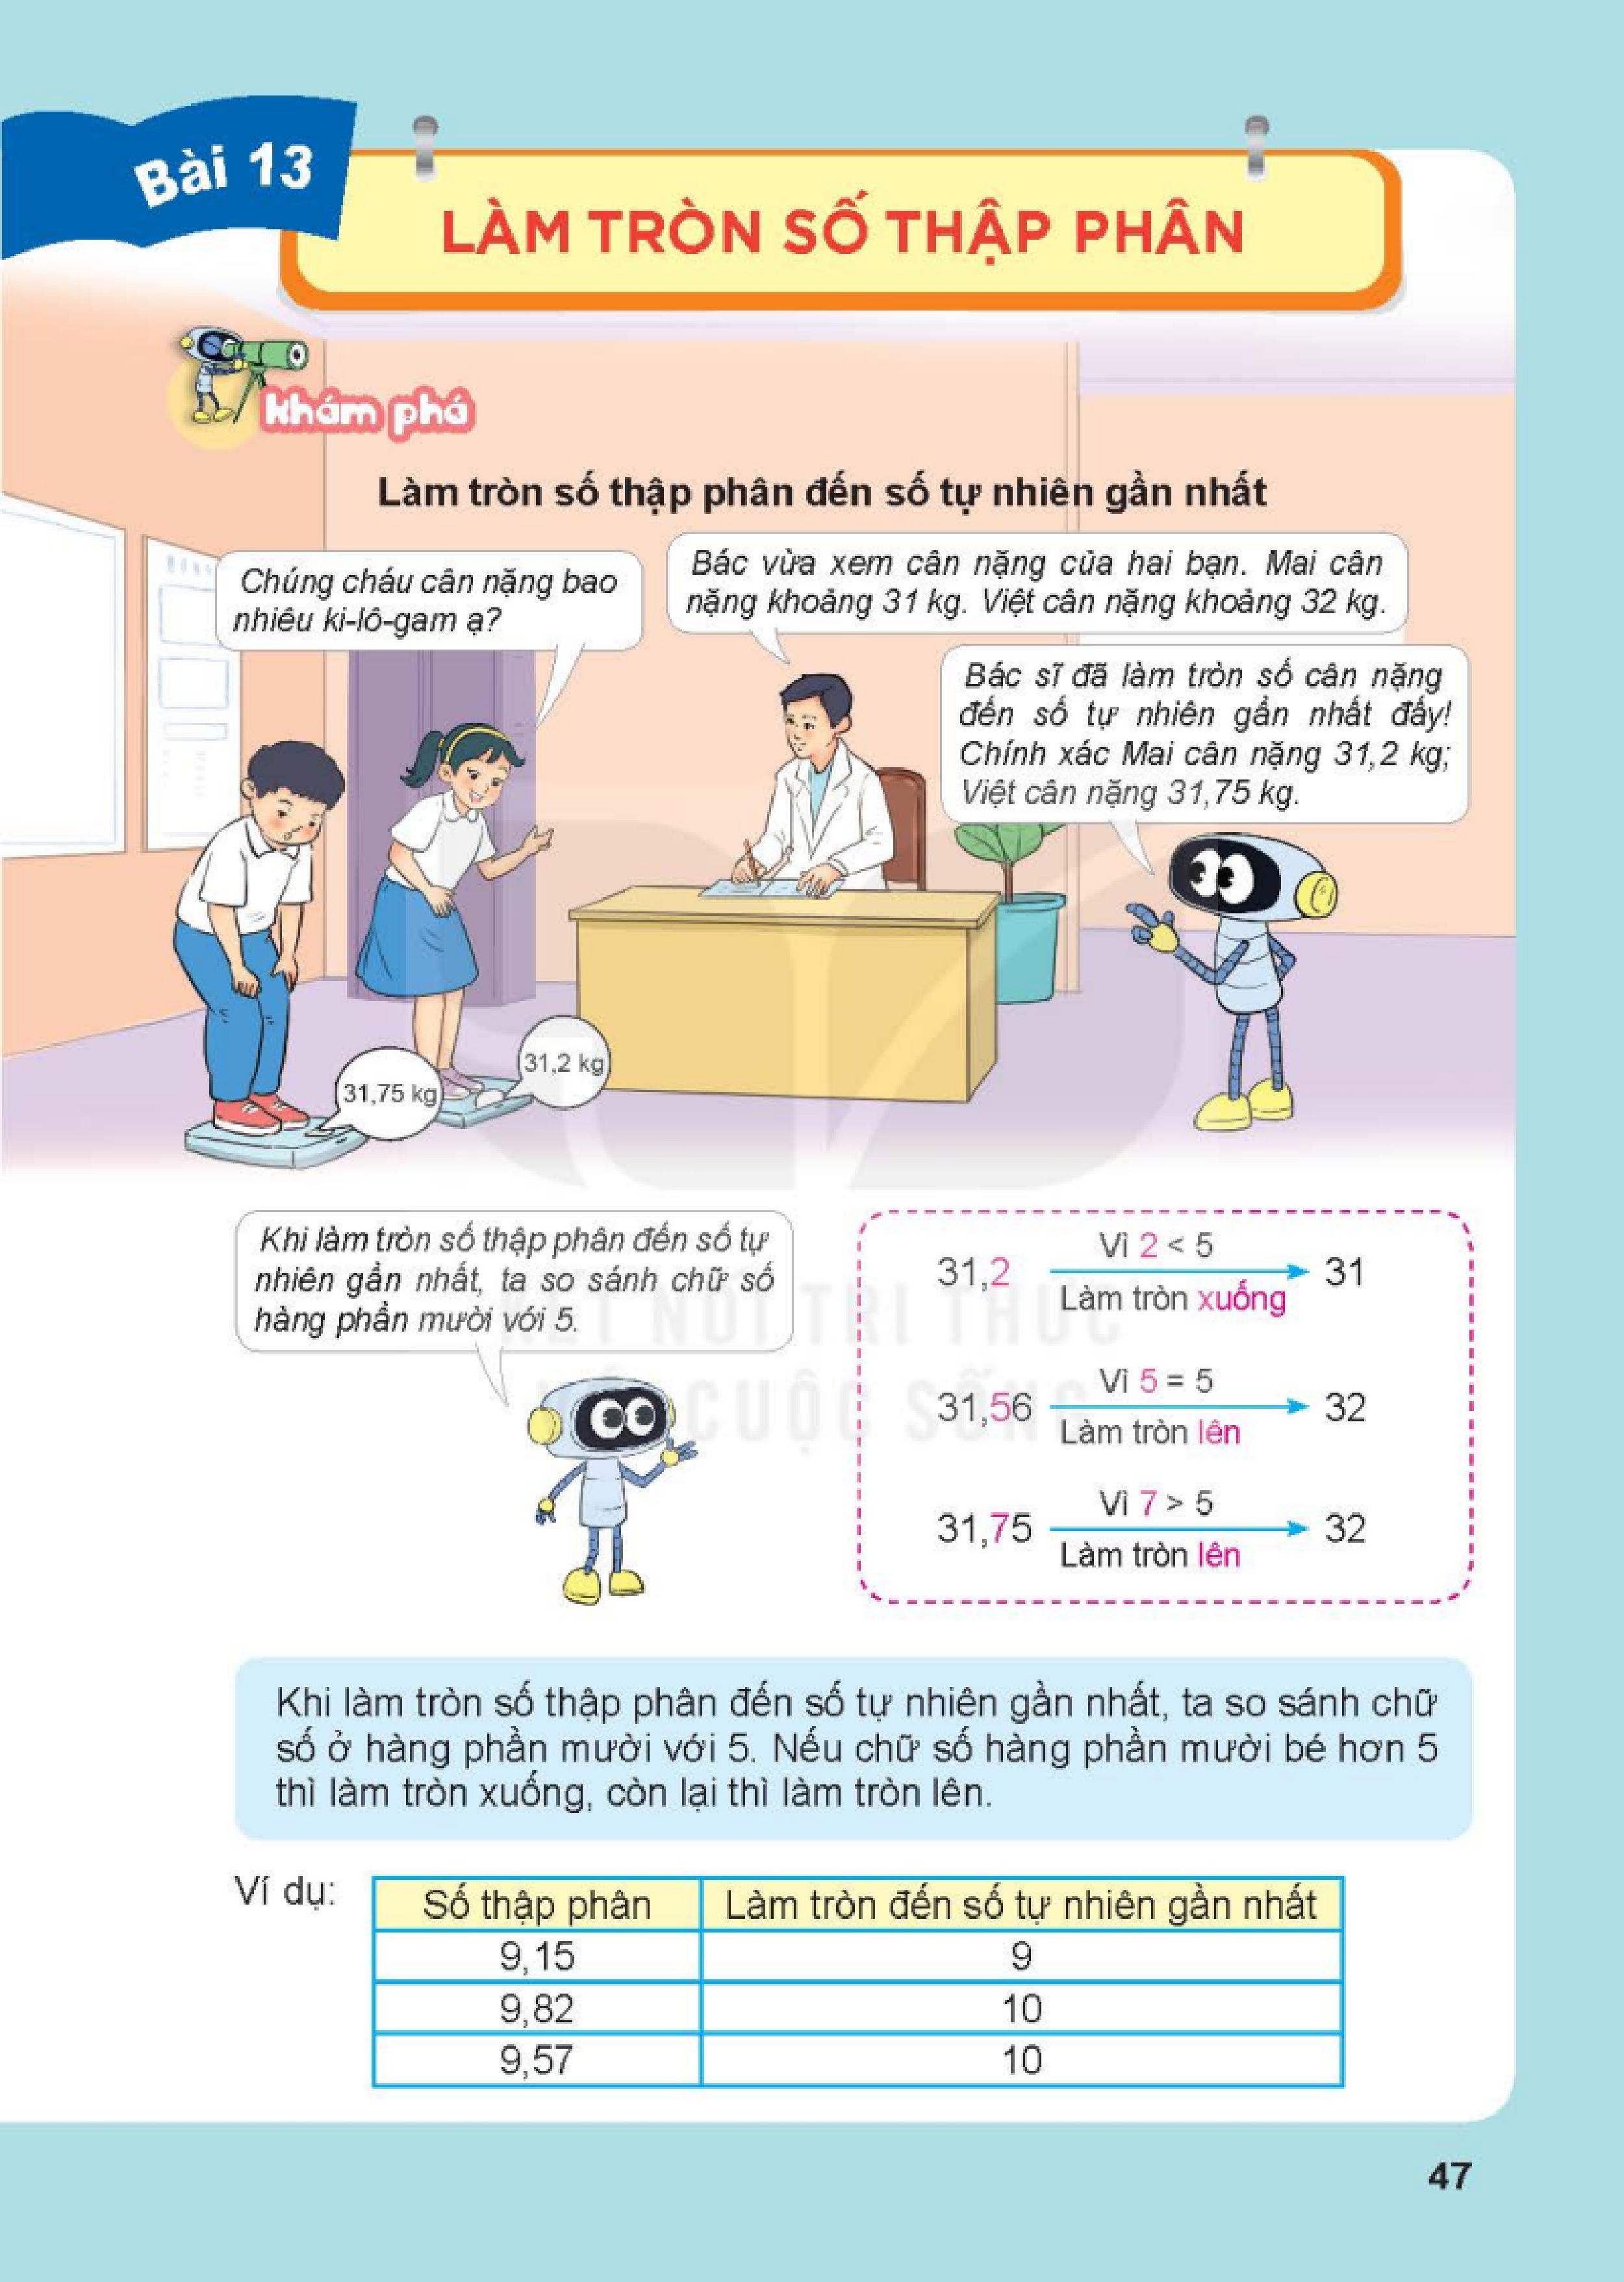 Bài 13
LÀM TRÒN SỐ THẬP PHÂN
Khám phá
Làm tròn số thập phân đến số tự nhiên gần nhất
Chúng cháu cân nặng bao
nhiêu ki-lô-gam ạ?
Bác vừa xem cân nặng của hai bạn. Mai cân
nặng khoảng 31 kg. Việt cân nặng khoảng 32 kg.
Bác sĩ đã làm tròn số cân nặng
đến số tự nhiên gần nhất đấy!
Chính xác Mai cân nặng 31,2 kg;
Việt cân nặng 31,75 kg.
31,2 kg
31,75 kg
Khi làm tròn số thập phân đến số tự
nhiên gần nhất, ta so sánh chữ số
hàng phần mười với 5.
Vì 2 < 5
31,2 31
Làm tròn xuống
Vì 5 = 5
31,56 32
Làm tròn lên
Vì 7 > 5
31,75 32
Làm tròn lên
KẾT NỐI TRI THỨC
VỚI CUỘC SỐNG
Khi làm tròn số thập phân đến số tự nhiên gần nhất, ta so sánh chữ
số ở hàng phần mười với 5. Nếu chữ số hàng phần mười bé hơn 5
thì làm tròn xuống, còn lại thì làm tròn lên.
Ví dụ:
Số thập phân Làm tròn đến số tự nhiên gần nhất
9,15 9
9,82 10
9,57 10
47